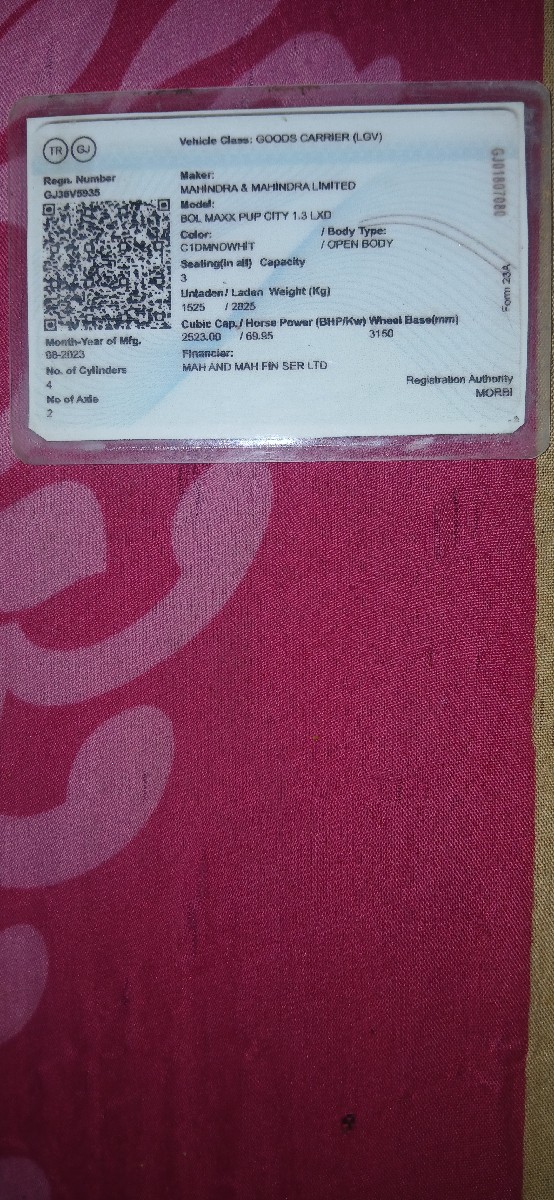 TR GJ
Vehicle Class: GOODS CARRIER (LGV)
Regn. Number
GJ36V5935
Month-Year of Mfg.
08-2023
No. of Cylinders
4
No of Axle
2
Maker:
MAHINDRA & MAHINDRA LIMITED
Model:
BOL MAXX PUP CITY 1.3 LXD
Color: / Body Type:
C1DMNDWHIT / OPEN BODY
Seating(in all) Capacity
3
Unladen / Laden Weight (Kg)
1525 / 2825
Cubic Cap./ Horse Power (BHP/Kw) Wheel Base(mm)
2523.00 / 69.95 3150
Financier:
MAH AND MAH FIN SER LTD
Registration Authority
MORBI
GJ01807080
Form 23A